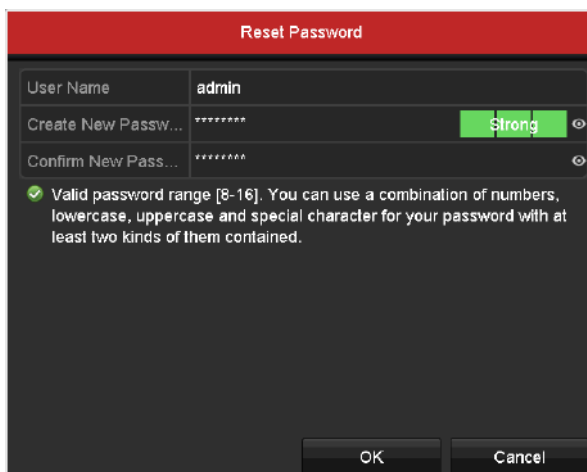 Reset Password
User Name admin
Create New Passw... ******** Strong
Confirm New Pass... ********
Valid password range [8-16]. You can use a combination of numbers,
lowercase, uppercase and special character for your password with at
least two kinds of them contained.
OK Cancel